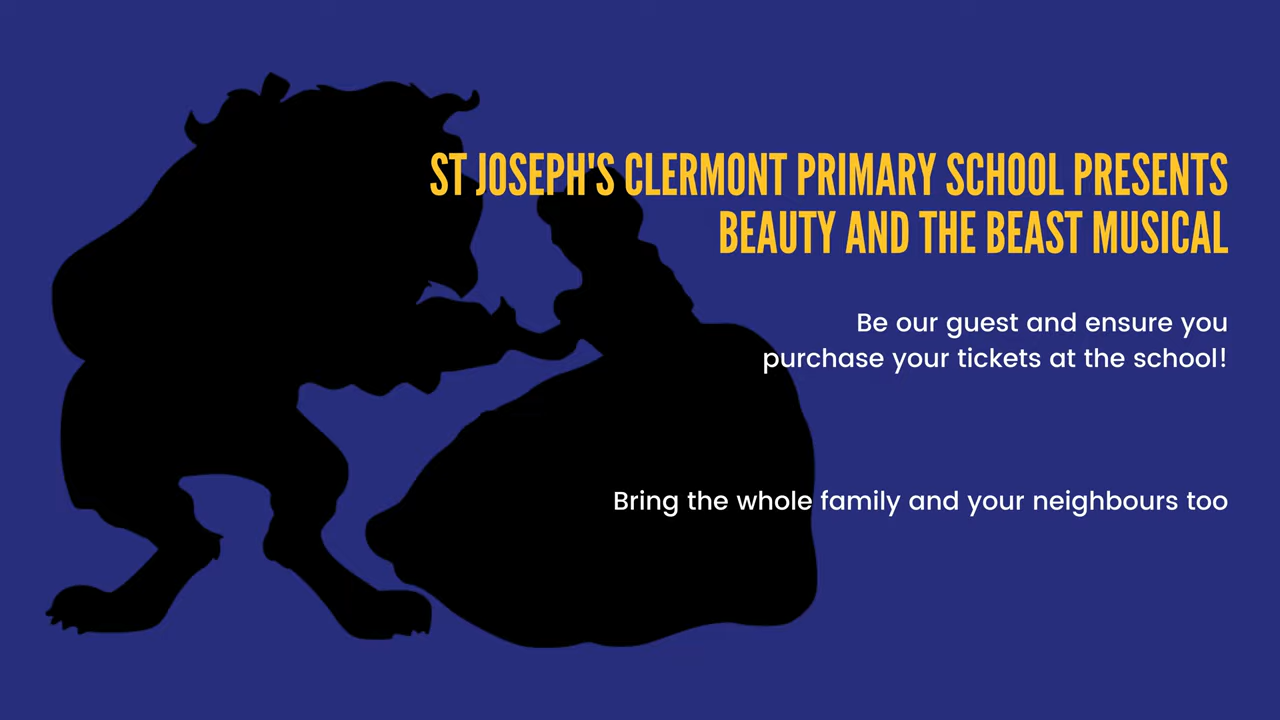 ST JOSEPH'S CLERMONT PRIMARY SCHOOL PRESENTS
BEAUTY AND THE BEAST MUSICAL
Be our guest and ensure you
purchase your tickets at the school!
Bring the whole family and your neighbours too